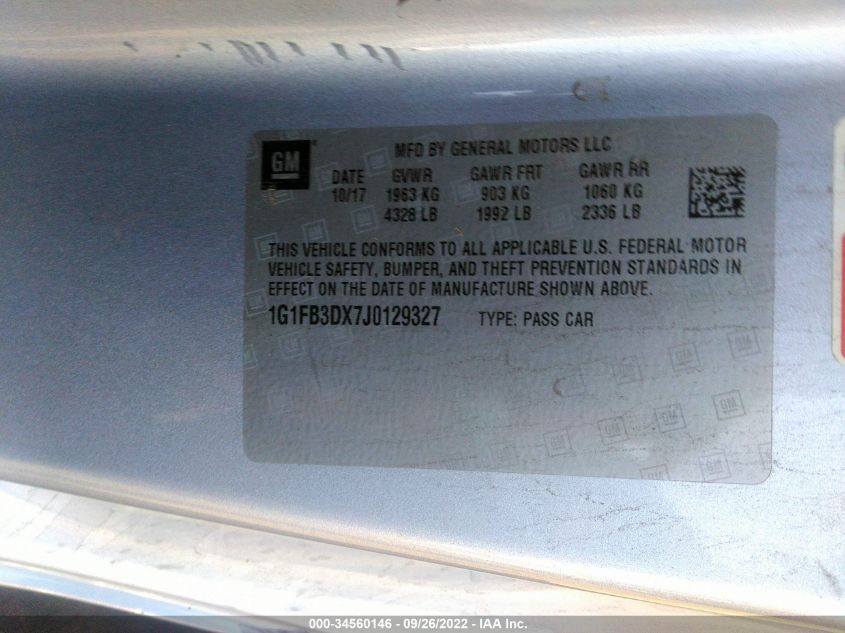 GM
MFD BY GENERAL MOTORS LLC
DATE GVWR GAWR FRT GAWR RR
10/17 1963 KG 903 KG 1060 KG
4328 LB 1992 LB 2336 LB
THIS VEHICLE CONFORMS TO ALL APPLICABLE U.S. FEDERAL MOTOR
VEHICLE SAFETY, BUMPER, AND THEFT PREVENTION STANDARDS IN
EFFECT ON THE DATE OF MANUFACTURE SHOWN ABOVE.
1G1FB3DX7J0129327 TYPE: PASS CAR
000-34560146 - 09/26/2022 - IAA Inc.